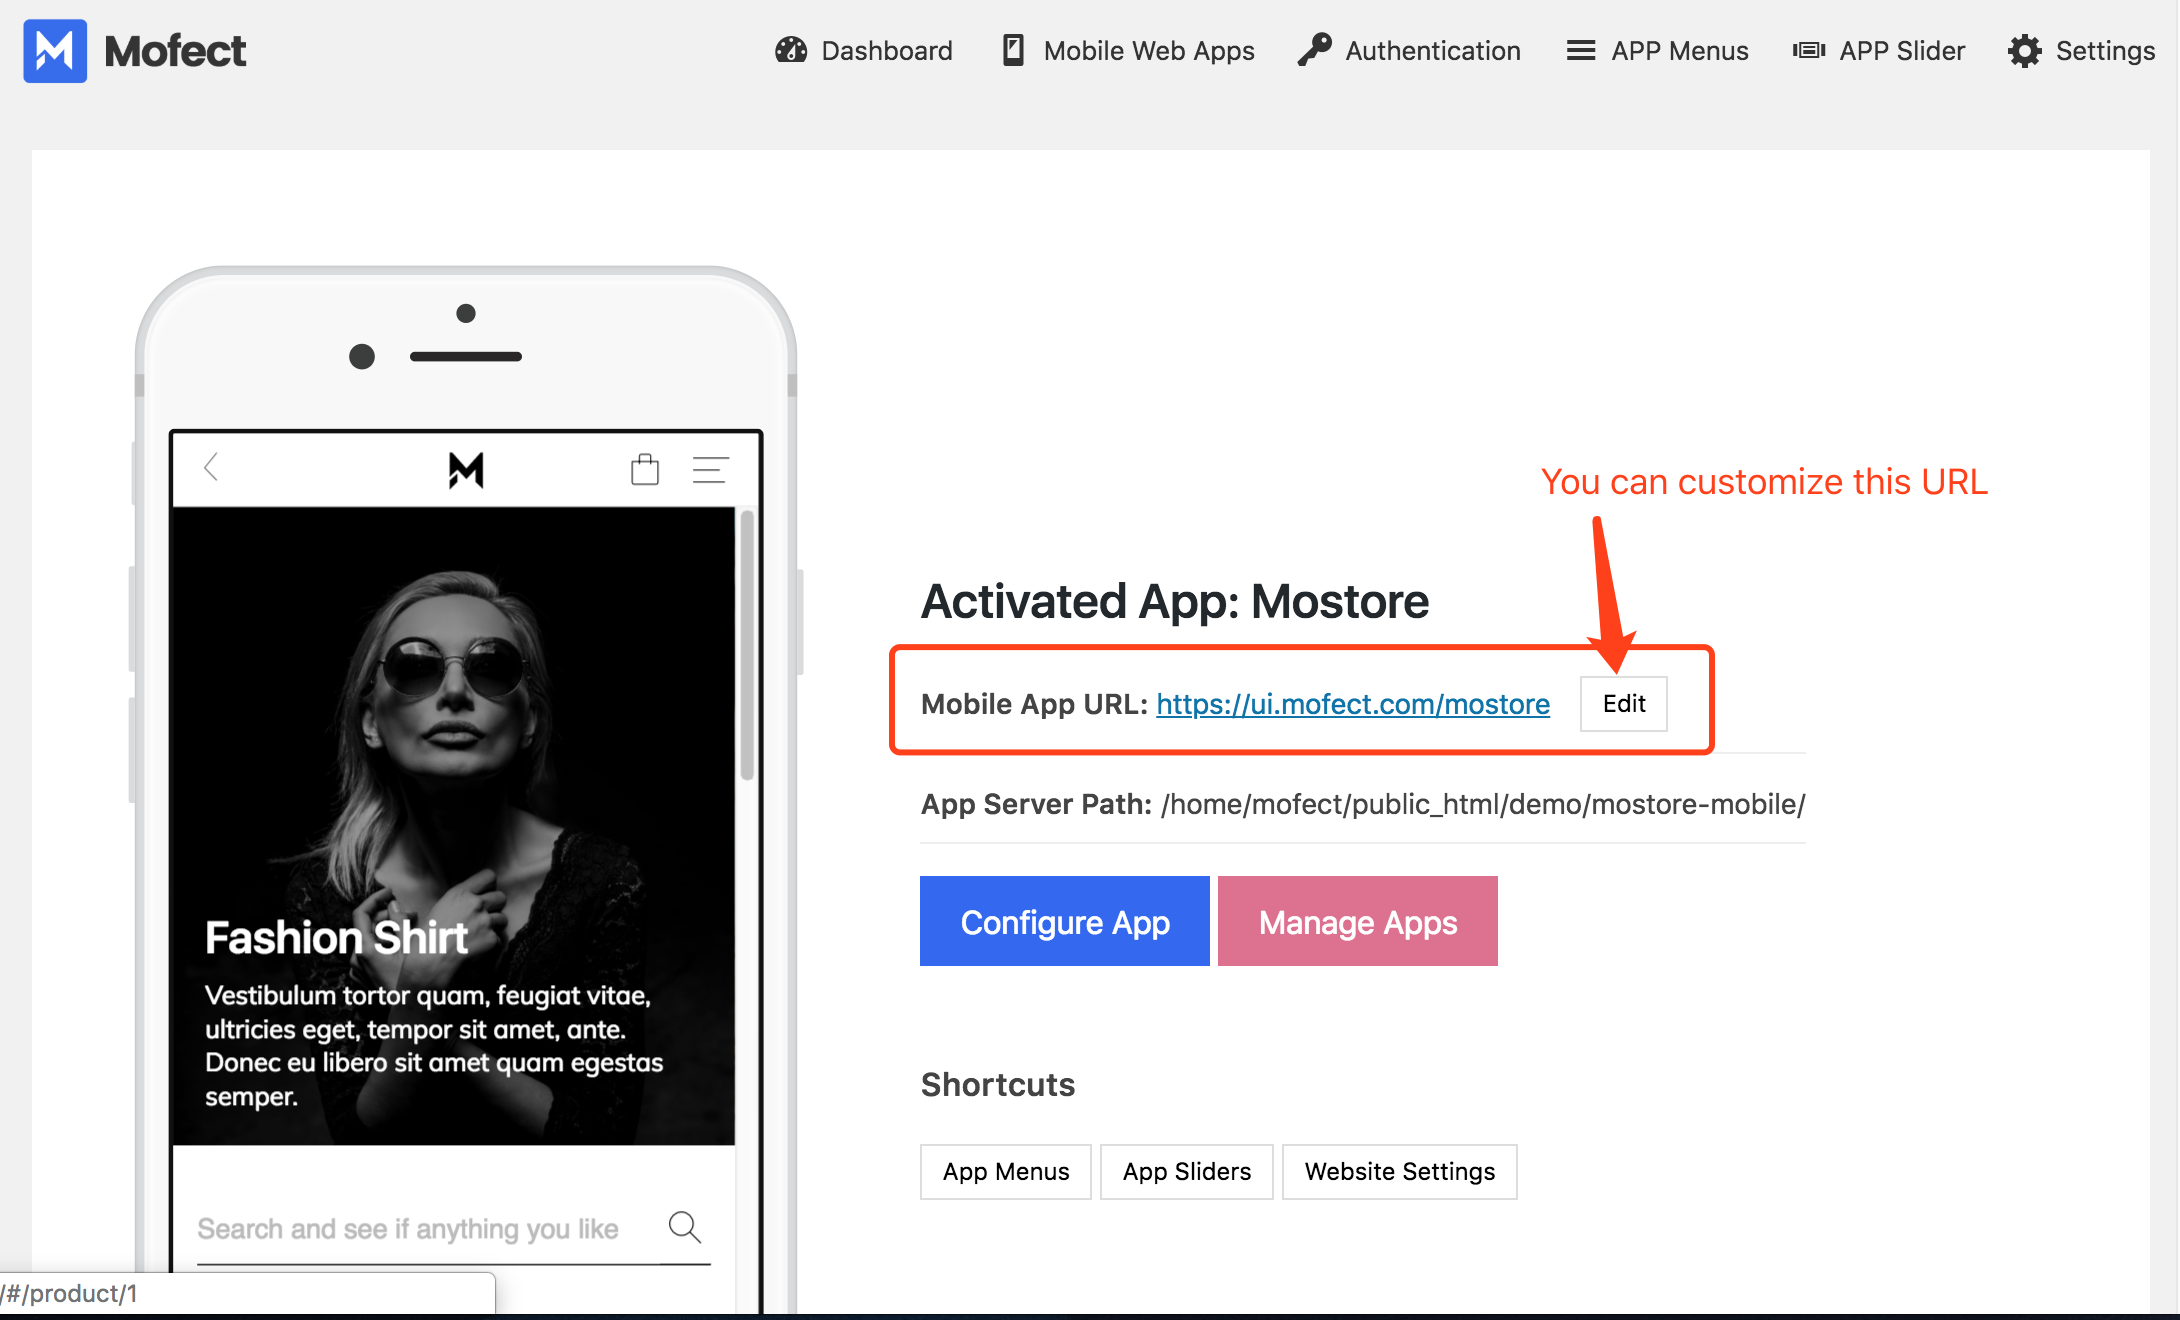 Mofect
Dashboard
Mobile Web Apps
Authentication
APP Menus
APP Slider
Settings
You can customize this URL
Activated App: Mostore
Mobile App URL: https://ui.mofect.com/mostore
Edit
App Server Path: /home/mofect/public_html/demo/mostore-mobile/
Configure App
Manage Apps
Shortcuts
App Menus
App Sliders
Website Settings
Fashion Shirt
Vestibulum tortor quam, feugiat vitae,
ultricies eget, tempor sit amet, ante.
Donec eu libero sit amet quam egestas
semper.
Search and see if anything you like
/#/product/1